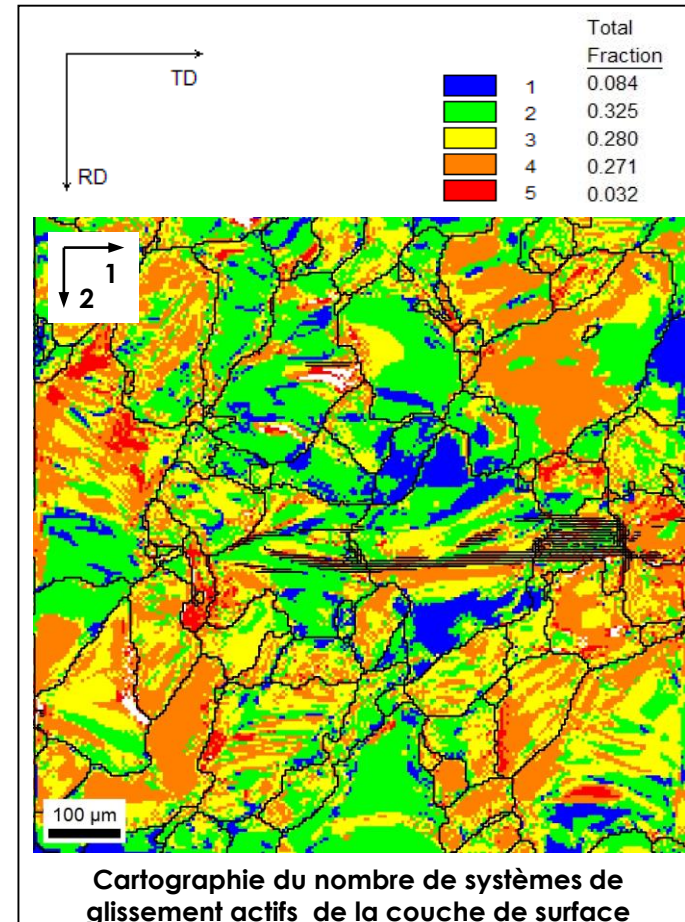 Total
Fraction
TD
1 0.084
2 0.325
3 0.280
4 0.271
5 0.032
RD
1
2
100 µm
Cartographie du nombre de systèmes de
glissement actifs de la couche de surface